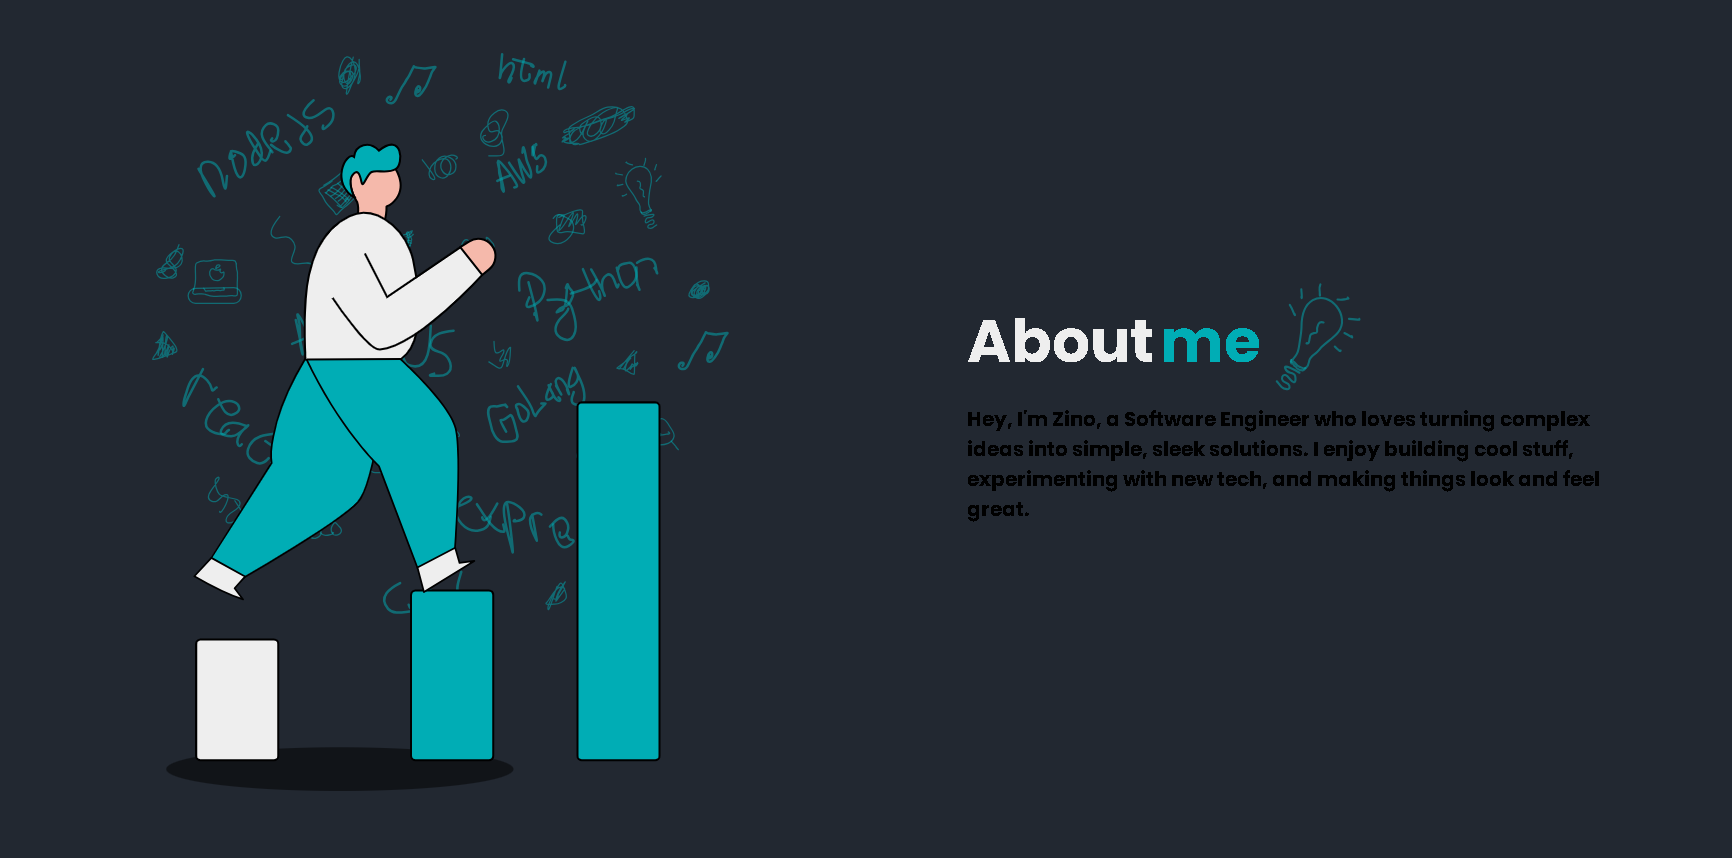 html
NodeJS
AWS
Python
JS
GoLang
reac
expre
About me
Hey, I'm Zino, a Software Engineer who loves turning complex
ideas into simple, sleek solutions. I enjoy building cool stuff,
experimenting with new tech, and making things look and feel
great.